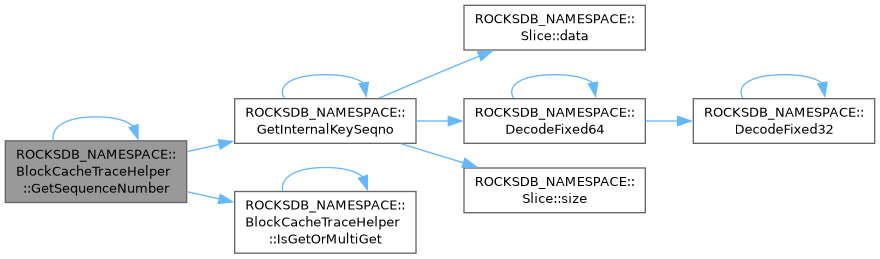 ROCKSDB_NAMESPACE::
BlockCacheTraceHelper
::GetSequenceNumber
ROCKSDB_NAMESPACE::
GetInternalKeySeqno
ROCKSDB_NAMESPACE::
Slice::data
ROCKSDB_NAMESPACE::
DecodeFixed64
ROCKSDB_NAMESPACE::
DecodeFixed32
ROCKSDB_NAMESPACE::
Slice::size
ROCKSDB_NAMESPACE::
BlockCacheTraceHelper
::IsGetOrMultiGet